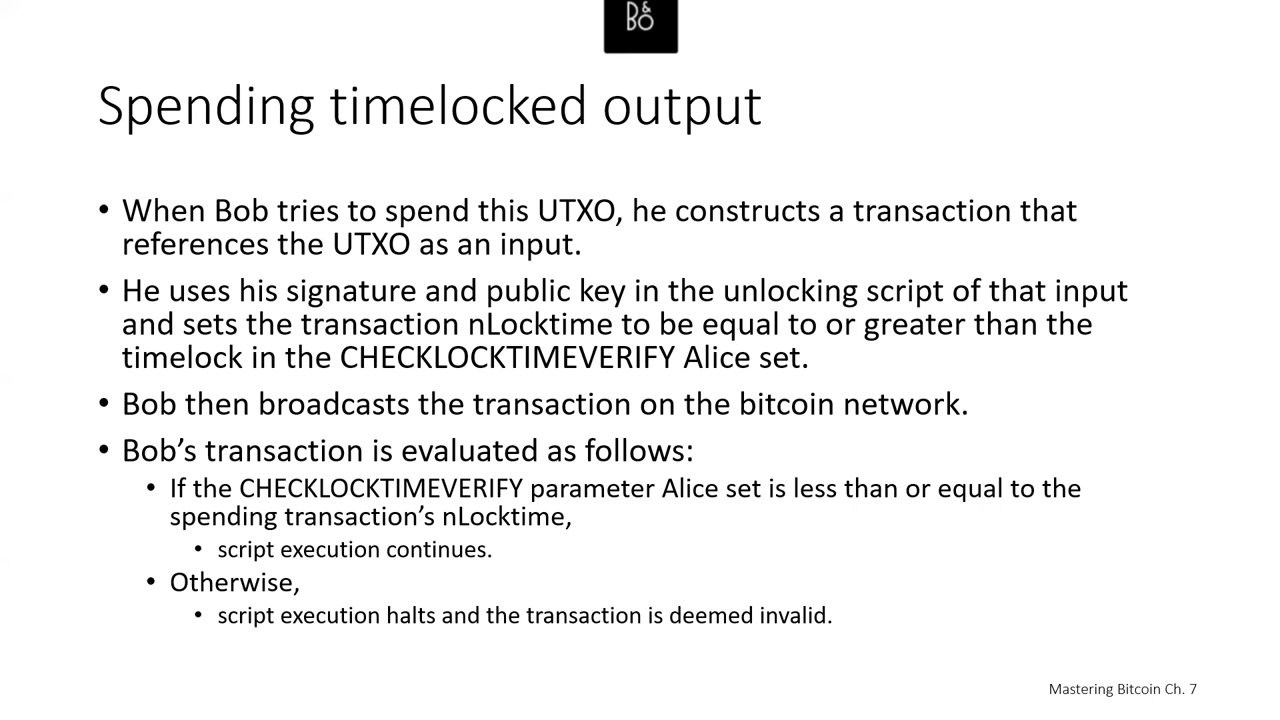 B&O
Spending timelocked output
• When Bob tries to spend this UTXO, he constructs a transaction that
references the UTXO as an input.
• He uses his signature and public key in the unlocking script of that input
and sets the transaction nLocktime to be equal to or greater than the
timelock in the CHECKLOCKTIMEVERIFY Alice set.
• Bob then broadcasts the transaction on the bitcoin network.
• Bob’s transaction is evaluated as follows:
• If the CHECKLOCKTIMEVERIFY parameter Alice set is less than or equal to the
spending transaction’s nLocktime,
• script execution continues.
• Otherwise,
• script execution halts and the transaction is deemed invalid.
Mastering Bitcoin Ch. 7